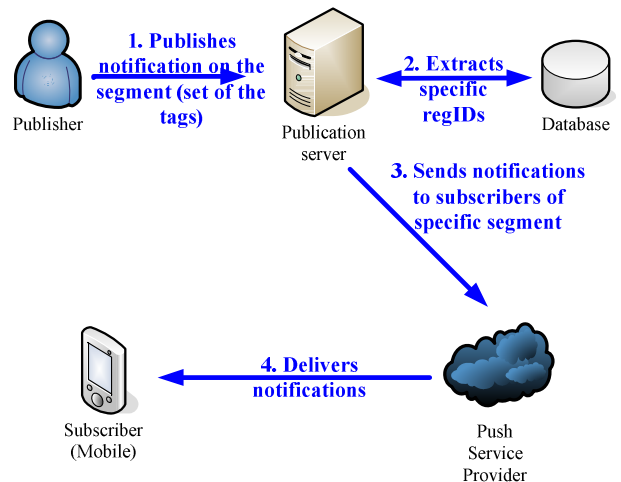 1. Publishes
notification on the
segment (set of the
tags)
Publisher
Publication
server
2. Extracts
specific
regIDs
Database
3. Sends notifications
to subscribers of
specific segment
4. Delivers
notifications
Subscriber
(Mobile)
Push
Service
Provider